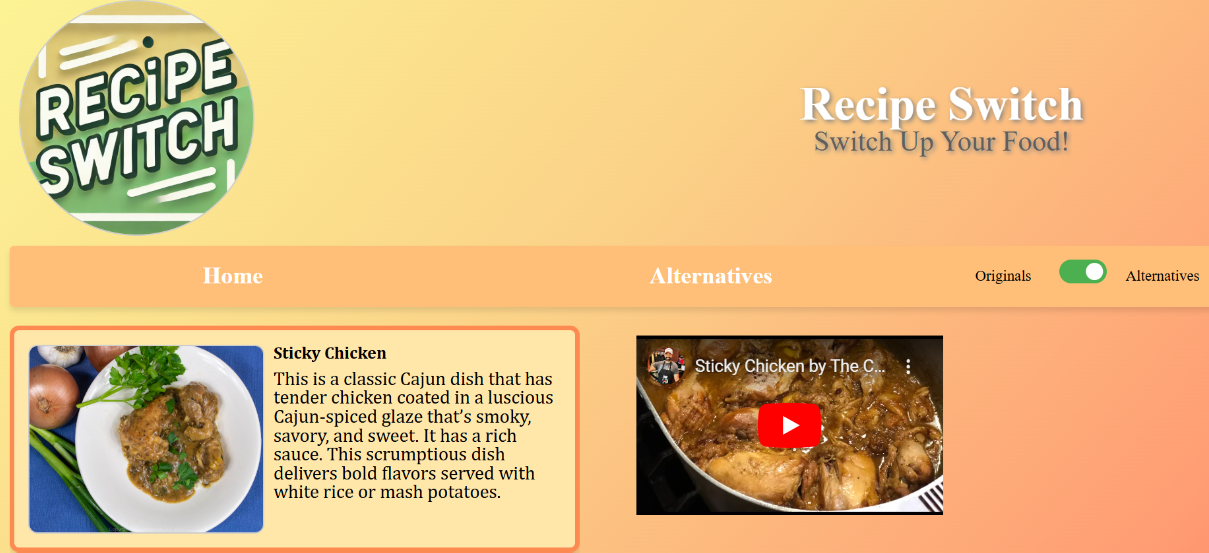 RECiPE
SWITCH
Recipe Switch
Switch Up Your Food!
Home
Alternatives
Originals
Alternatives
Sticky Chicken
This is a classic Cajun dish that has
tender chicken coated in a luscious
Cajun-spiced glaze that’s smoky,
savory, and sweet. It has a rich
sauce. This scrumptious dish
delivers bold flavors served with
white rice or mash potatoes.
Sticky Chicken by The C...